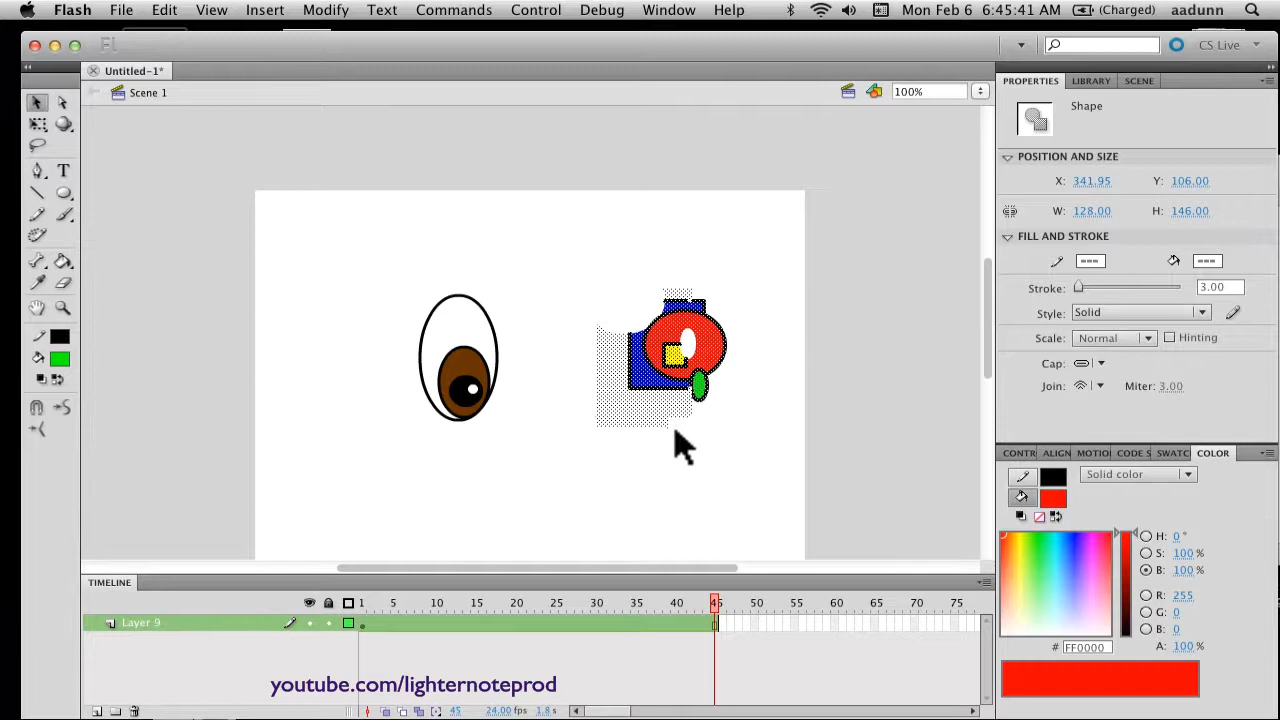 Flash File Edit View Insert Modify Text Commands Control Debug Window Help Mon Feb 6 6:45:41 AM (Charged) aadunn
Fl CS Live
Untitled-1*
Scene 1 100%
PROPERTIES LIBRARY SCENE
Shape
POSITION AND SIZE
X: 341.95 Y: 106.00
W: 128.00 H: 146.00
FILL AND STROKE
Stroke: 3.00
Style: Solid
Scale: Normal Hinting
Cap:
Join: Miter: 3.00
CONTR ALIGN MOTIO CODE S SWATC COLOR
Solid color
H: 0 °
S: 100 %
B: 100 %
R: 255
G: 0
B: 0
A: 100 %
# FF0000
TIMELINE
1 5 10 15 20 25 30 35 40 45 50 55 60 65 70 75
Layer 9
youtube.com/lighternoteprod
45 24.00 fps 1.8 s